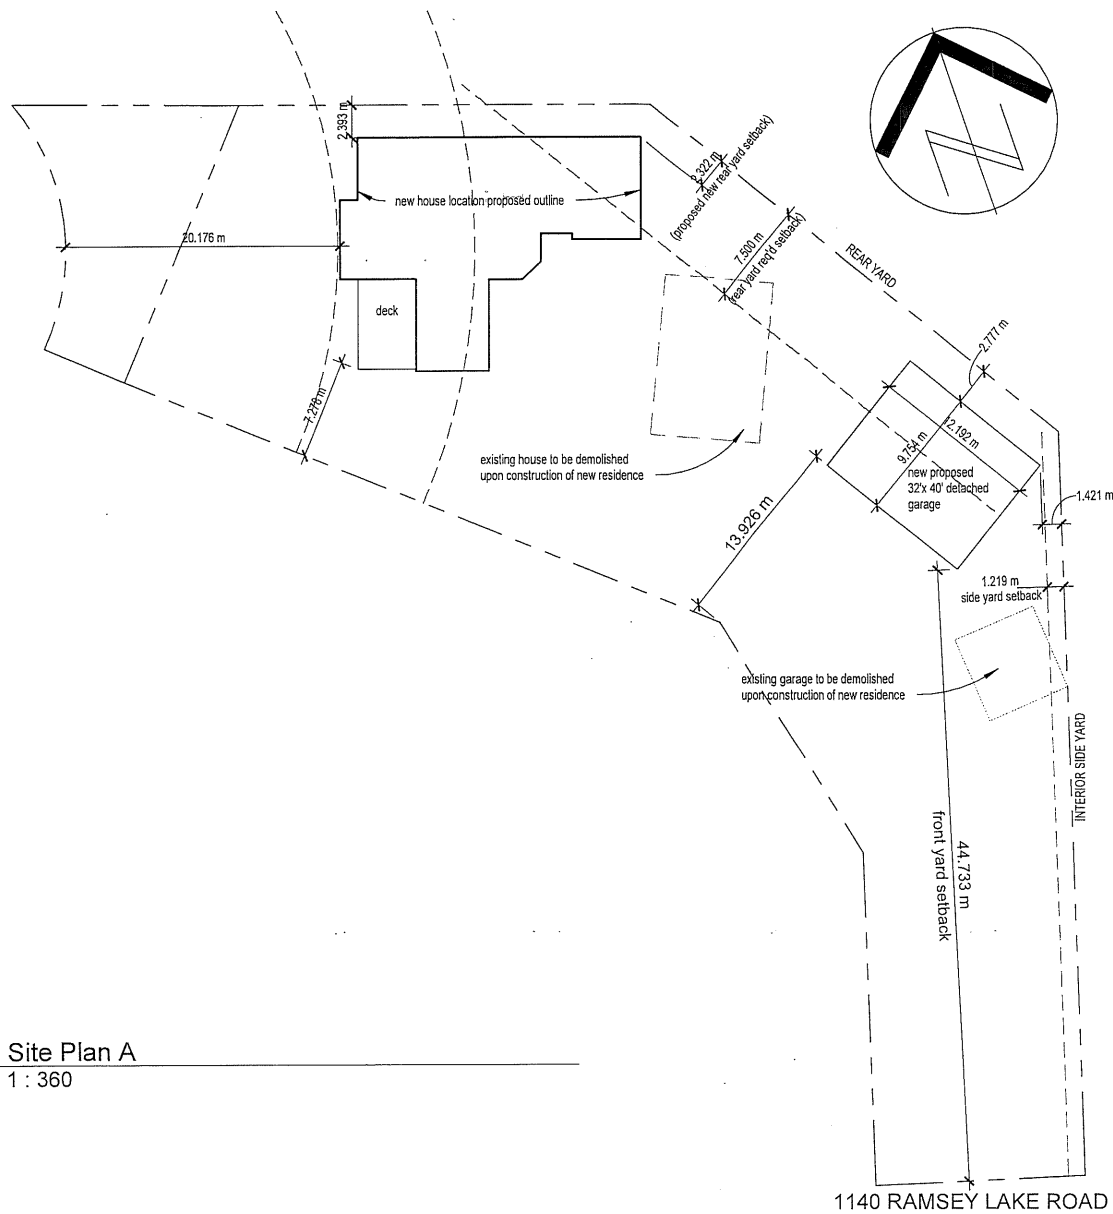 2.393 m
2.322 m
(proposed new rear yard setback)
new house location proposed outline
20.176 m
7.500 m
(rear yard req'd setback)
REAR YARD
deck
2.777 m
7.278 m
12.192 m
9.754 m
new proposed
32'x 40' detached
garage
existing house to be demolished
upon construction of new residence
1.421 m
13.926 m
1.219 m
side yard setback
existing garage to be demolished
upon construction of new residence
INTERIOR SIDE YARD
44.733 m
front yard setback
Site Plan A
1 : 360
1140 RAMSEY LAKE ROAD